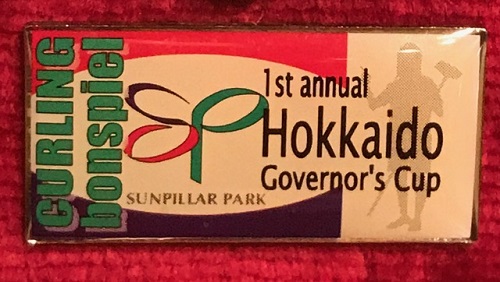 CURLING
bonspiel
SUNPILLAR PARK
1st annual
Hokkaido
Governor's Cup